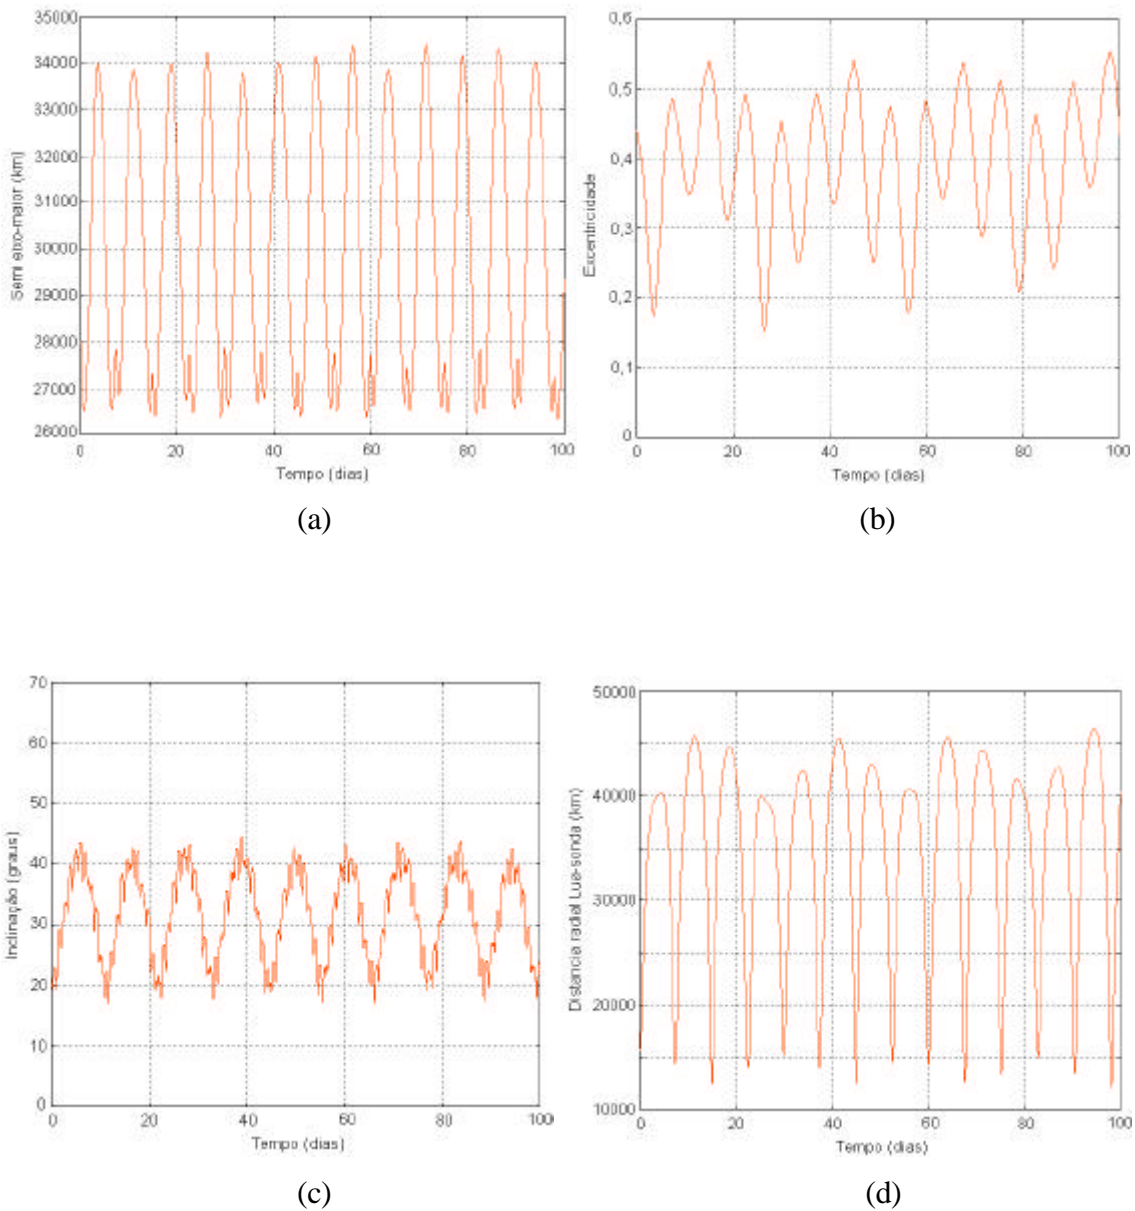 35000
34000
33000
32000
31000
30000
29000
28000
27000
26000
Semi eixo-maior (km)
0 20 40 60 80 100
Tempo (dias)
(a)
0,6
0,5
0,4
0,3
0,2
0,1
0
Excentricidade
0 20 40 60 80 100
Tempo (dias)
(b)
70
60
50
40
30
20
10
0
Inclinação (graus)
0 20 40 60 80 100
Tempo (dias)
(c)
50000
40000
30000
20000
10000
Distancia radial Lua-sonda (km)
0 20 40 60 80 100
Tempo (dias)
(d)